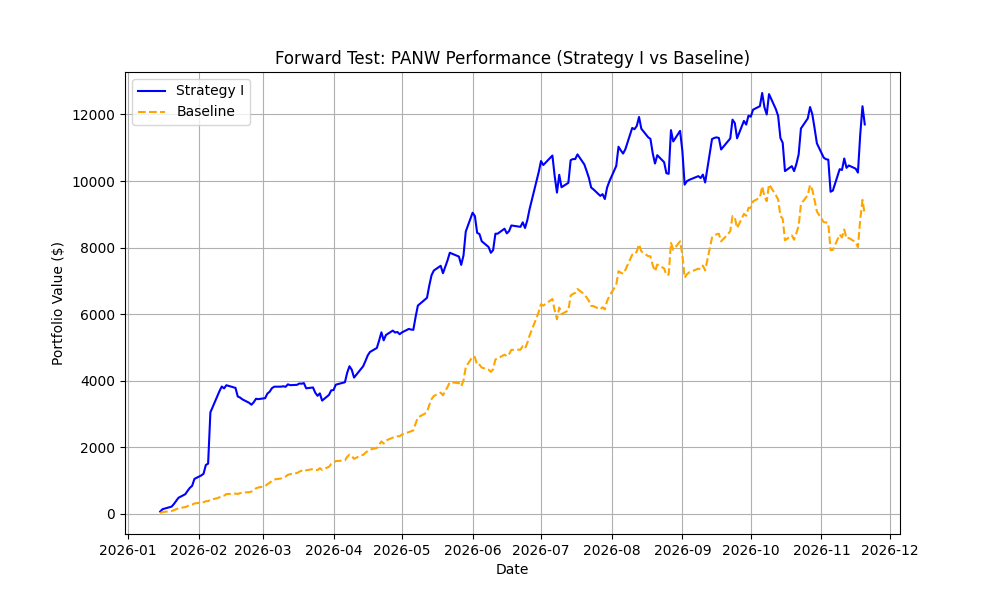 Forward Test: PANW Performance (Strategy I vs Baseline)
Strategy I
Baseline
Portfolio Value ($)
12000
10000
8000
6000
4000
2000
0
2026-01 2026-02 2026-03 2026-04 2026-05 2026-06 2026-07 2026-08 2026-09 2026-10 2026-11 2026-12
Date